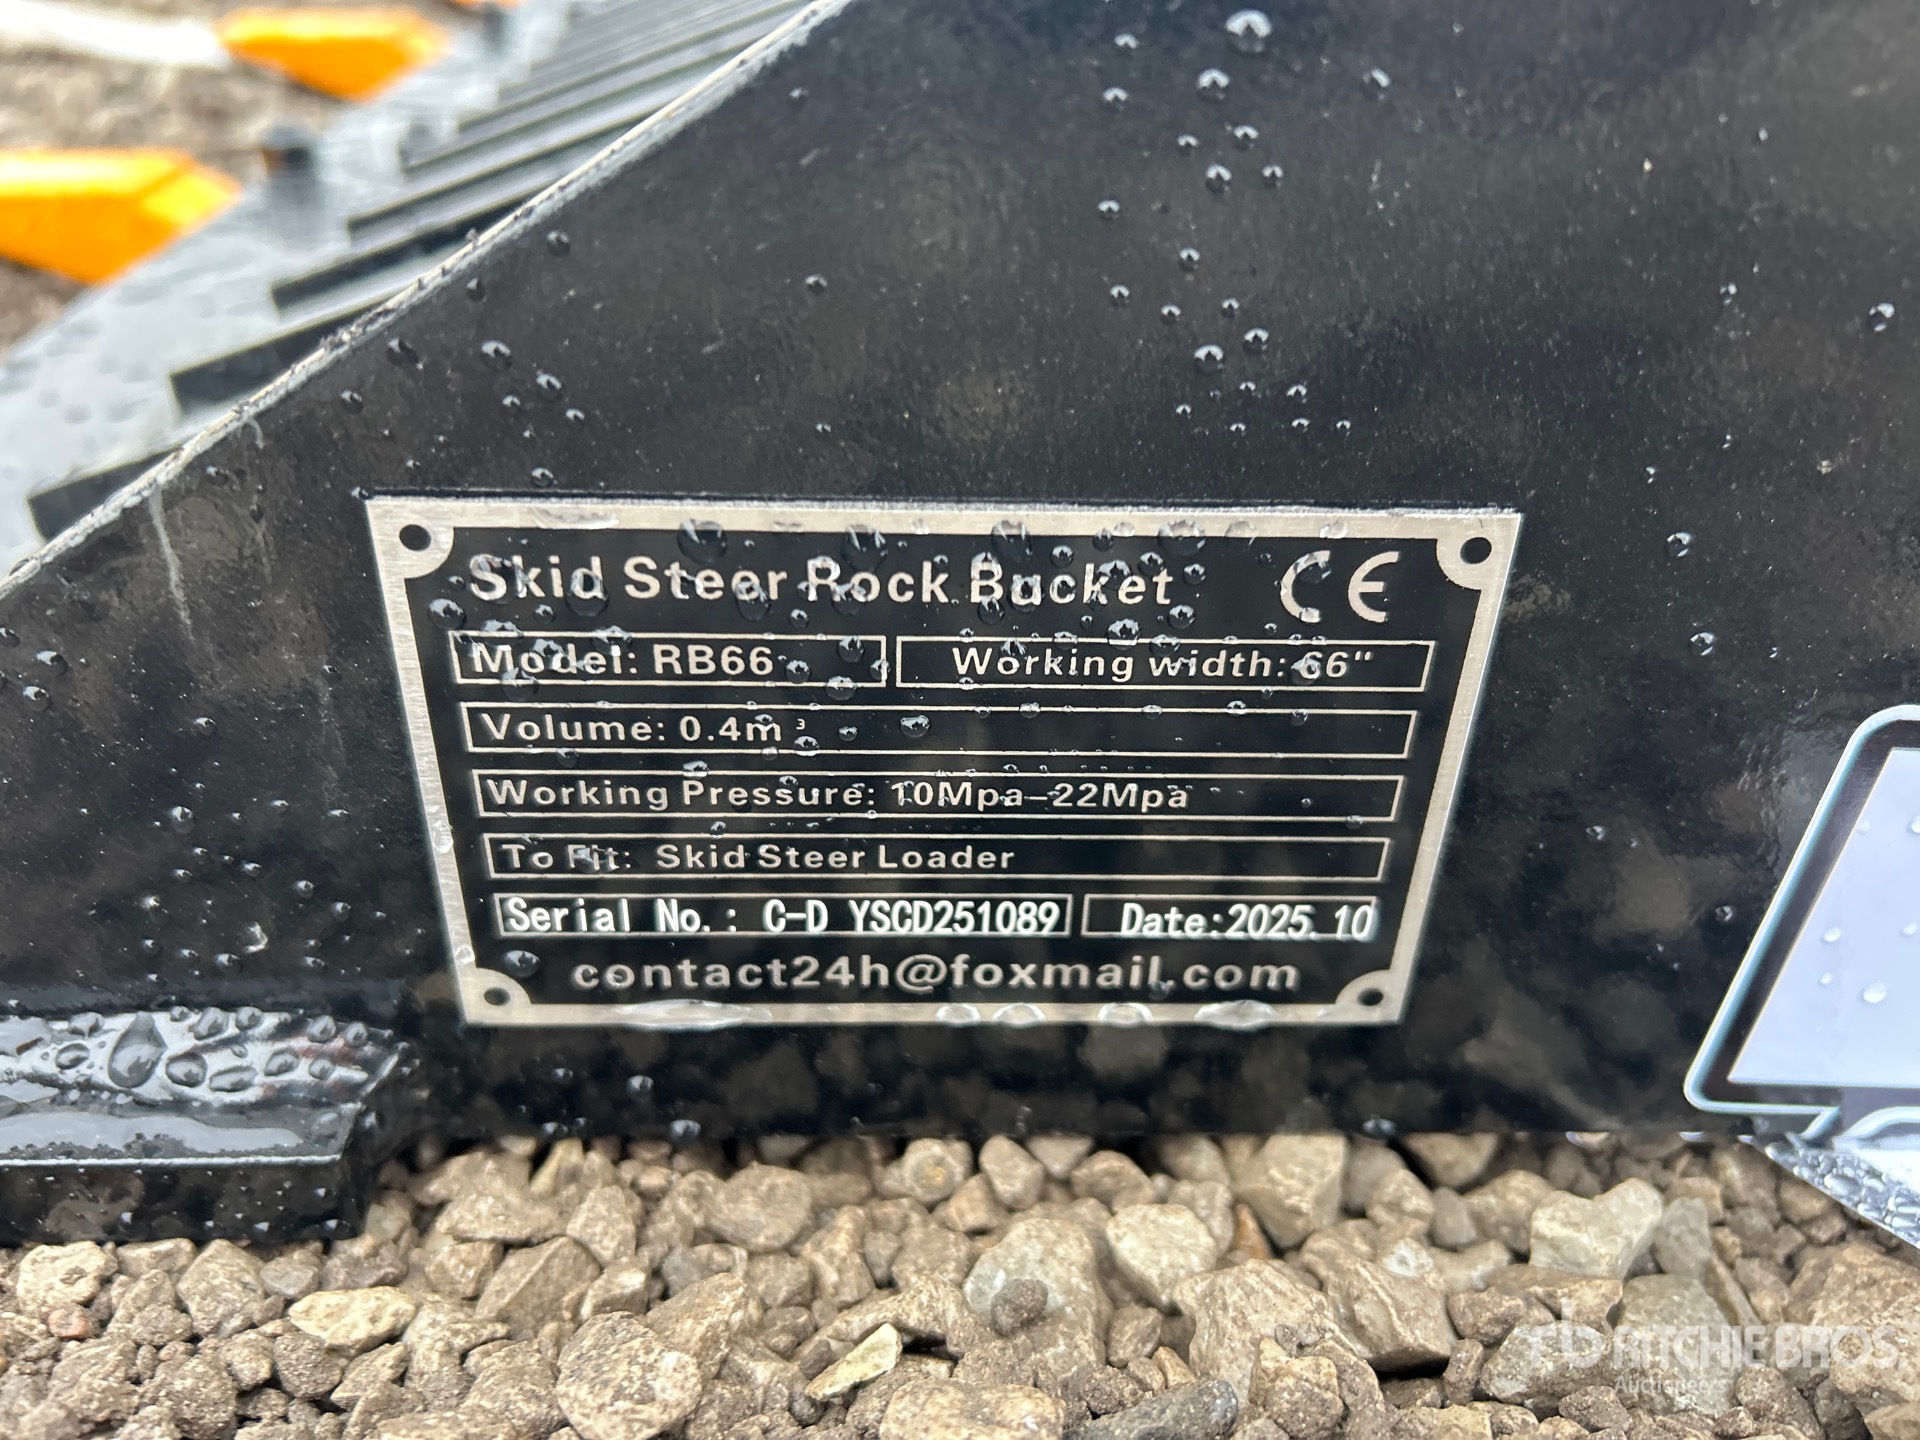 Skid Steer Rock Bucket CE
Model: RB66 Working width: 66"
Volume: 0.4m³
Working Pressure: 10Mpa–22Mpa
To Fit: Skid Steer Loader
Serial No.: C-D YSCD251089 Date:2025.10
contact24h@foxmail.com
RITCHIE BROS.
Auctioneers